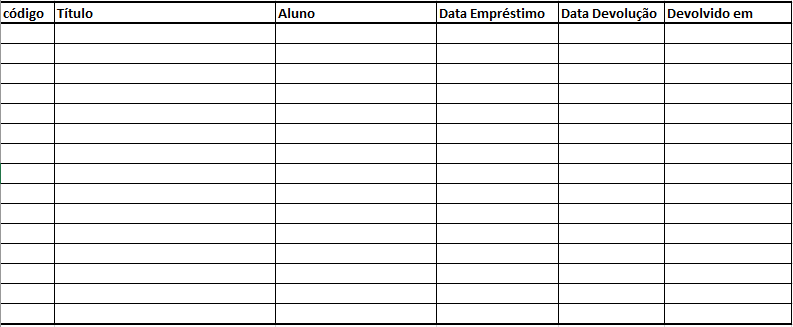 código Título Aluno Data Empréstimo Data Devolução Devolvido em